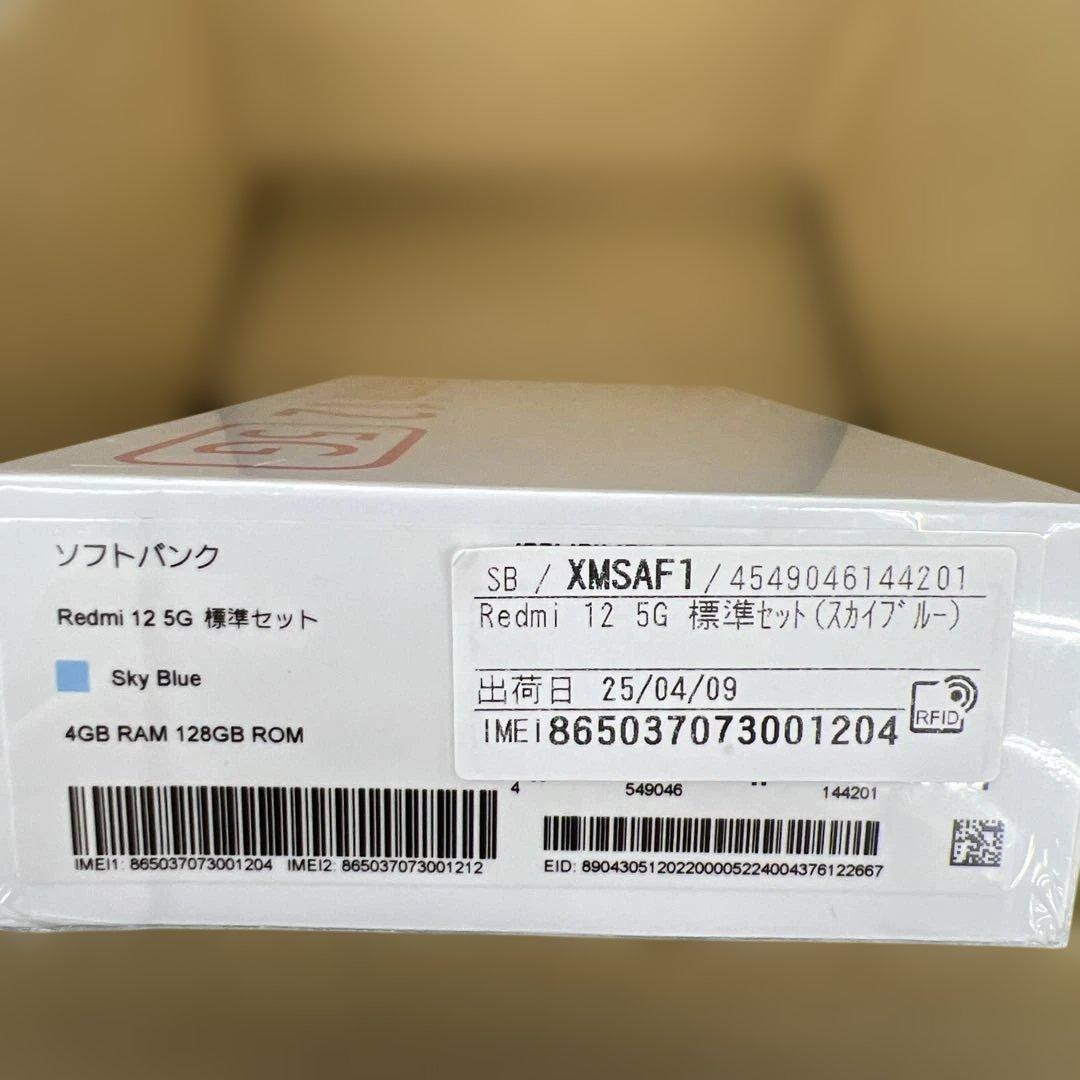 12 5G
ソフトバンク
Redmi 12 5G 標準セット
Sky Blue
4GB RAM 128GB ROM
IMEI1: 865037073001204 IMEI2: 865037073001212
SB / XMSAF1 / 4549046144201
Redmi 12 5G 標準セット(スカイブルー)
出荷日 25/04/09
IMEi 865037073001204
RFID
4 549046 144201
EID: 89043051202200005224004376122667